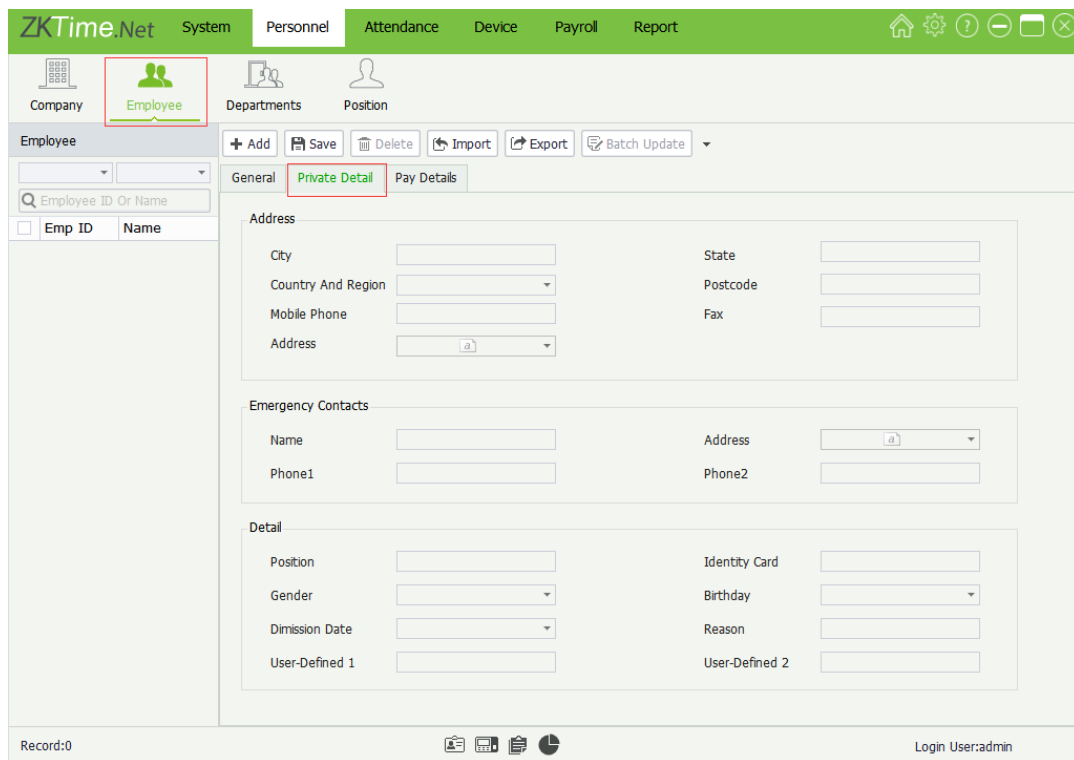 ZKTime.Net System Personnel Attendance Device Payroll Report
Company Employee Departments Position
Employee
Add Save Delete Import Export Batch Update
General Private Detail Pay Details
Employee ID Or Name
Emp ID Name
Address
City State
Country And Region Postcode
Mobile Phone Fax
Address a
Emergency Contacts
Name Address a
Phone1 Phone2
Detail
Position Identity Card
Gender Birthday
Dimission Date Reason
User-Defined 1 User-Defined 2
Record:0 Login User:admin